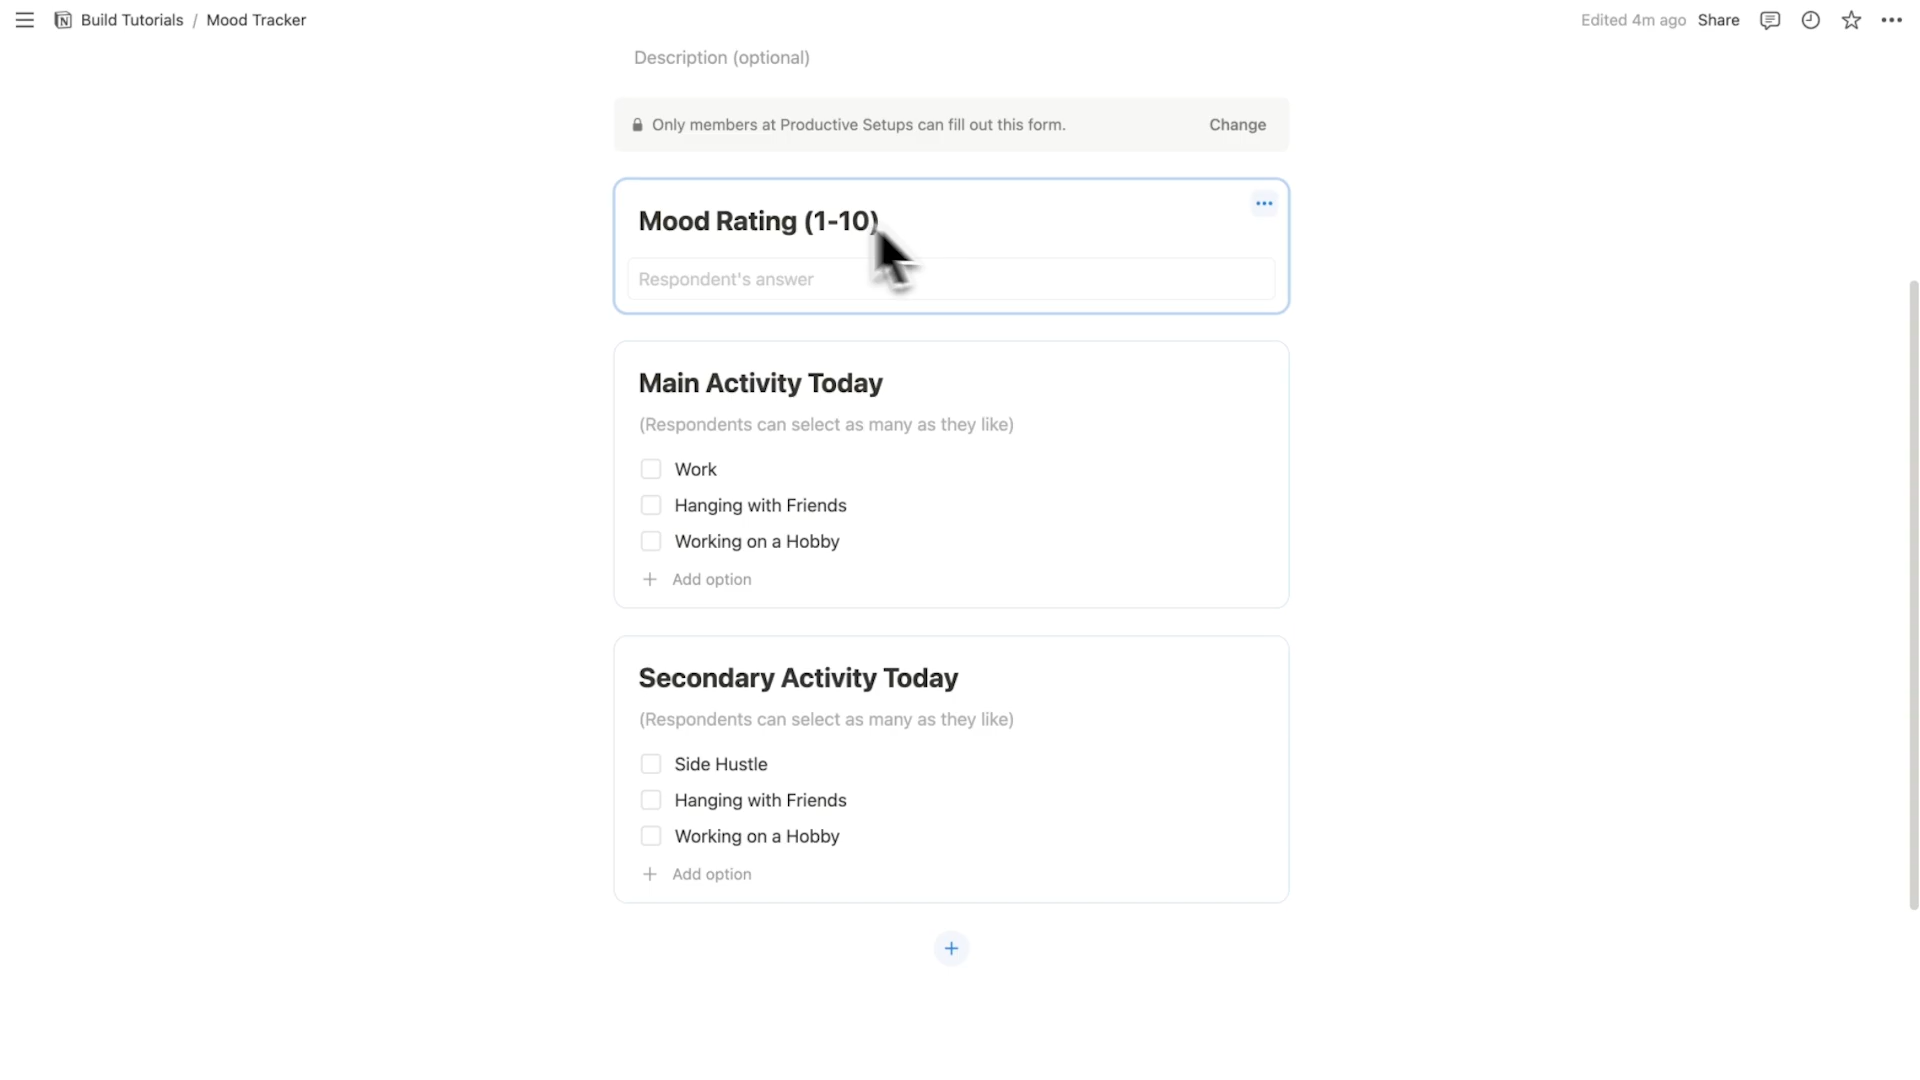 Build Tutorials / Mood Tracker
Edited 4m ago Share
Description (optional)
Only members at Productive Setups can fill out this form. Change
Mood Rating (1-10)
Respondent's answer
Main Activity Today
(Respondents can select as many as they like)
Work
Hanging with Friends
Working on a Hobby
+ Add option
Secondary Activity Today
(Respondents can select as many as they like)
Side Hustle
Hanging with Friends
Working on a Hobby
+ Add option
+